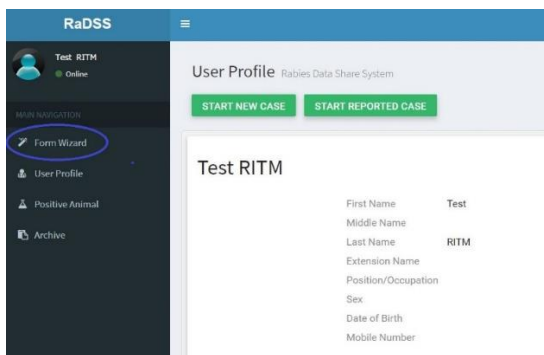 RaDSS
Test RITM
Online
MAIN NAVIGATION
Form Wizard
User Profile
Positive Animal
Archive
User Profile Rabies Data Share System
START NEW CASE START REPORTED CASE
Test RITM
First Name Test
Middle Name
Last Name RITM
Extension Name
Position/Occupation
Sex
Date of Birth
Mobile Number